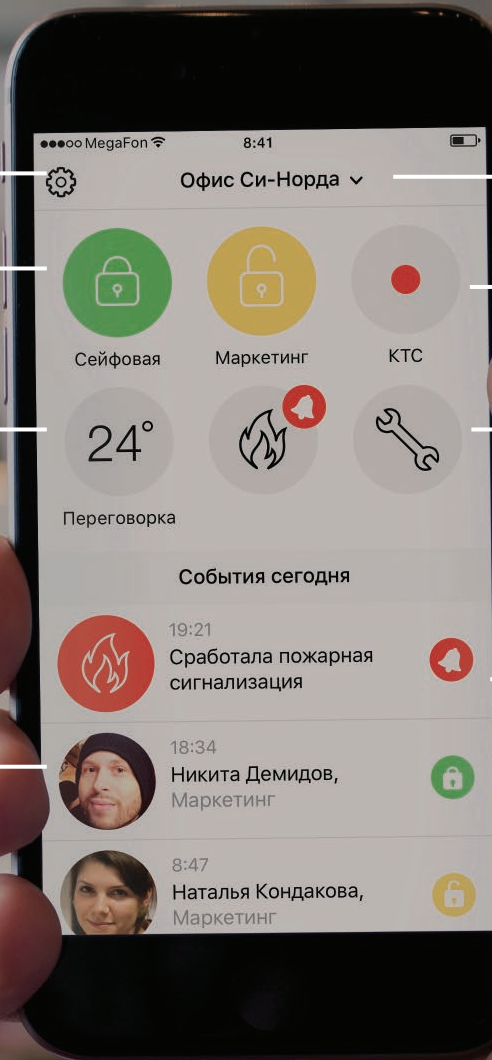 MegaFon 8:41
Офис Си-Норда
Сейфовая Маркетинг КТС
24°
Переговорка
События сегодня
19:21
Сработала пожарная
сигнализация
18:34
Никита Демидов,
Маркетинг
8:47
Наталья Кондакова,
Маркетинг